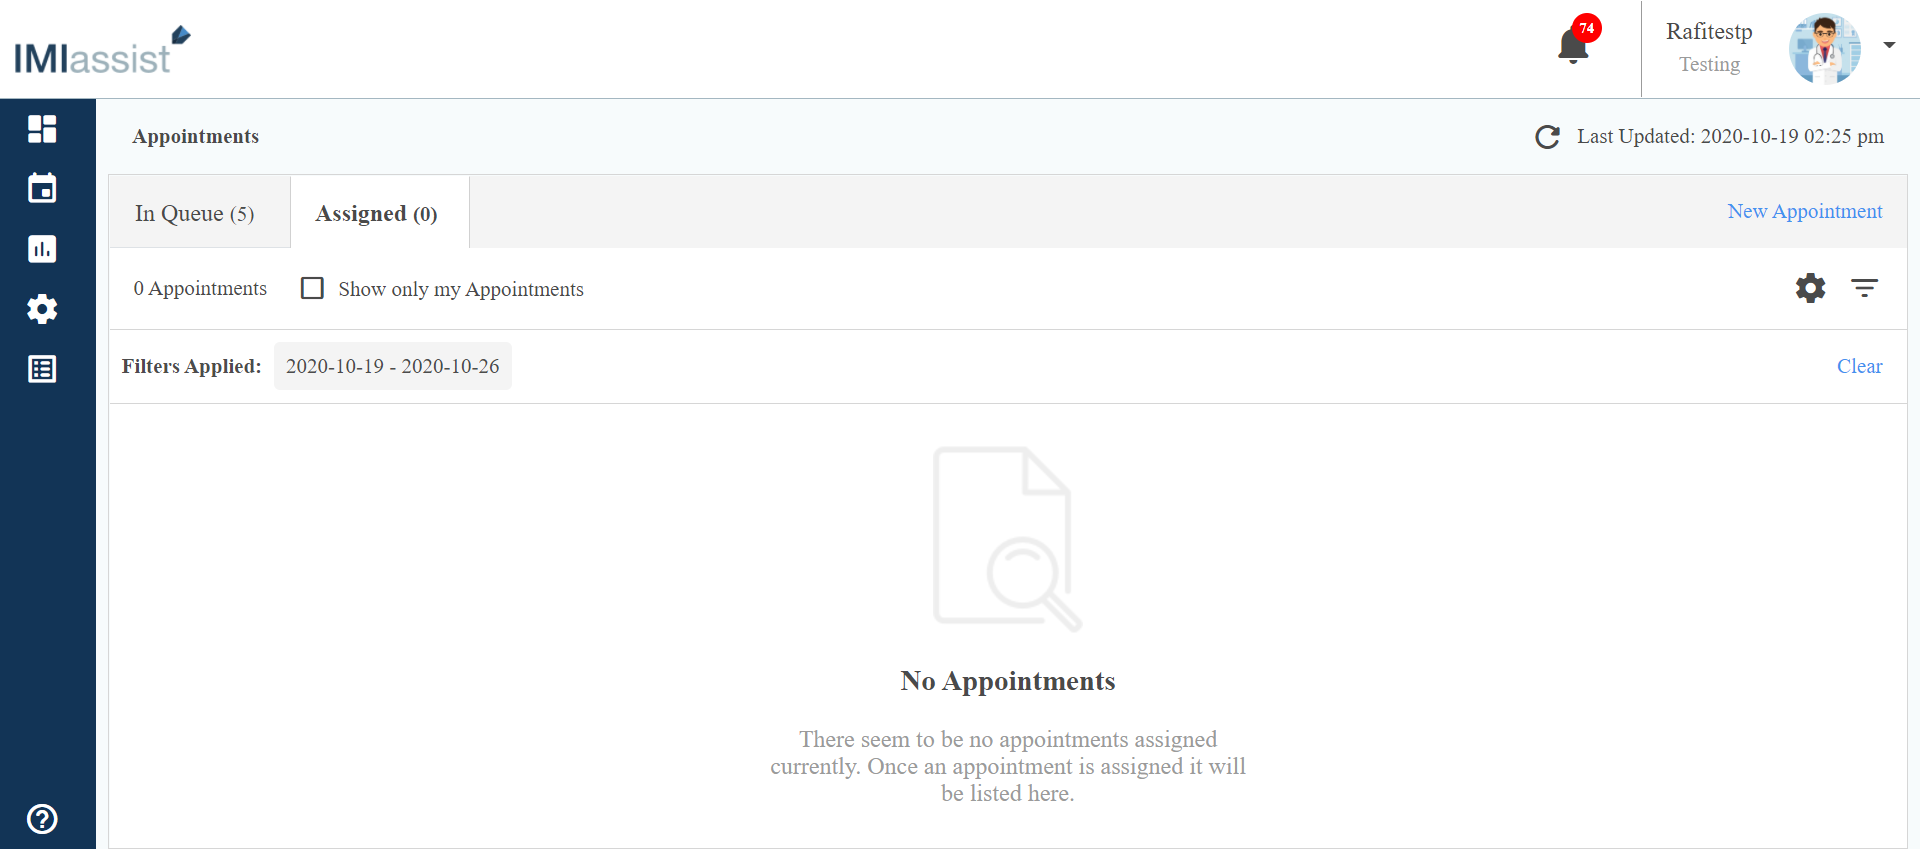 IMIassist
74
Rafitestp
Testing
Appointments
Last Updated: 2020-10-19 02:25 pm
In Queue (5)
Assigned (0)
New Appointment
0 Appointments
Show only my Appointments
Filters Applied:
2020-10-19 - 2020-10-26
Clear
No Appointments
There seem to be no appointments assigned
currently. Once an appointment is assigned it will
be listed here.